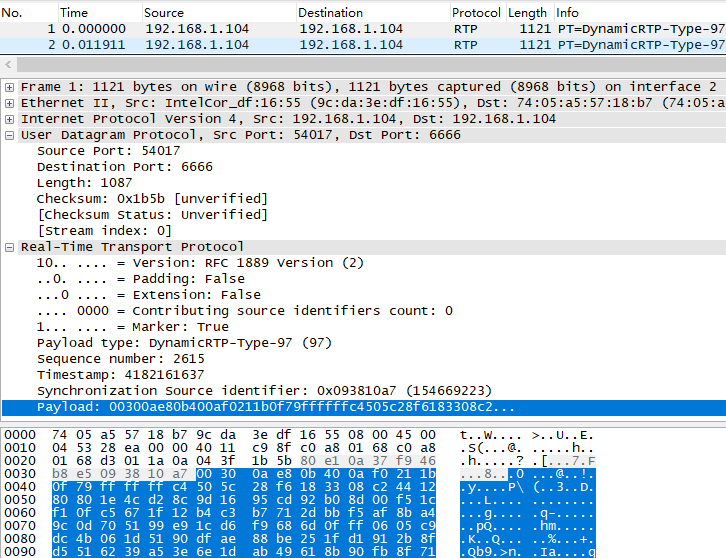 No. Time Source Destination Protocol Length Info
1 0.000000 192.168.1.104 192.168.1.104 RTP 1121 PT=DynamicRTP-Type-97
2 0.011911 192.168.1.104 192.168.1.104 RTP 1121 PT=DynamicRTP-Type-97
Frame 1: 1121 bytes on wire (8968 bits), 1121 bytes captured (8968 bits) on interface 2
Ethernet II, Src: IntelCor_df:16:55 (9c:da:3e:df:16:55), Dst: 74:05:a5:57:18:b7 (74:05:a
Internet Protocol Version 4, Src: 192.168.1.104, Dst: 192.168.1.104
User Datagram Protocol, Src Port: 54017, Dst Port: 6666
Source Port: 54017
Destination Port: 6666
Length: 1087
Checksum: 0x1b5b [unverified]
[Checksum Status: Unverified]
[Stream index: 0]
Real-Time Transport Protocol
10.. .... = Version: RFC 1889 Version (2)
..0. .... = Padding: False
...0 .... = Extension: False
.... 0000 = Contributing source identifiers count: 0
1... .... = Marker: True
Payload type: DynamicRTP-Type-97 (97)
Sequence number: 2615
Timestamp: 4182161637
Synchronization Source identifier: 0x093810a7 (154669223)
Payload: 00300ae80b400af0211b0f79ffffffc4505c28f6183308c2...
0000 74 05 a5 57 18 b7 9c da 3e df 16 55 08 00 45 00 t..W.... >..U..E.
0010 04 53 28 ea 00 00 40 11 c9 8f c0 a8 01 68 c0 a8 .S(...@. .....h..
0020 01 68 d3 01 1a 0a 04 3f 1b 5b 80 e1 0a 37 f9 46 .h.....? .[...7.F
0030 b8 e5 09 38 10 a7 00 30 0a e8 0b 40 0a f0 21 1b ...8...0 ...@..!.
0040 0f 79 ff ff ff c4 50 5c 28 f6 18 33 08 c2 44 12 .y....P\ (..3..D.
0050 80 80 1e 4c d2 8c 9d 16 95 cd 92 b0 8d 00 f5 1c ...L.... ........
0060 f1 0f c5 67 1f 12 b4 c3 b7 71 2d bb f5 af 8b a4 ...g.... .q-.....
0070 9c 0d 70 51 99 e9 1c d6 f9 68 6d 0f ff 06 05 c9 ..pQ.... .hm.....
0080 dc 4b 06 1d 51 90 df ae 88 be 25 1f d1 91 2b 8f .K..Q... ..%...+.
0090 d5 51 62 39 a5 3e 6e 1d ab 49 61 8b 90 fb 8f 71 .Qb9.>n. .Ia....q